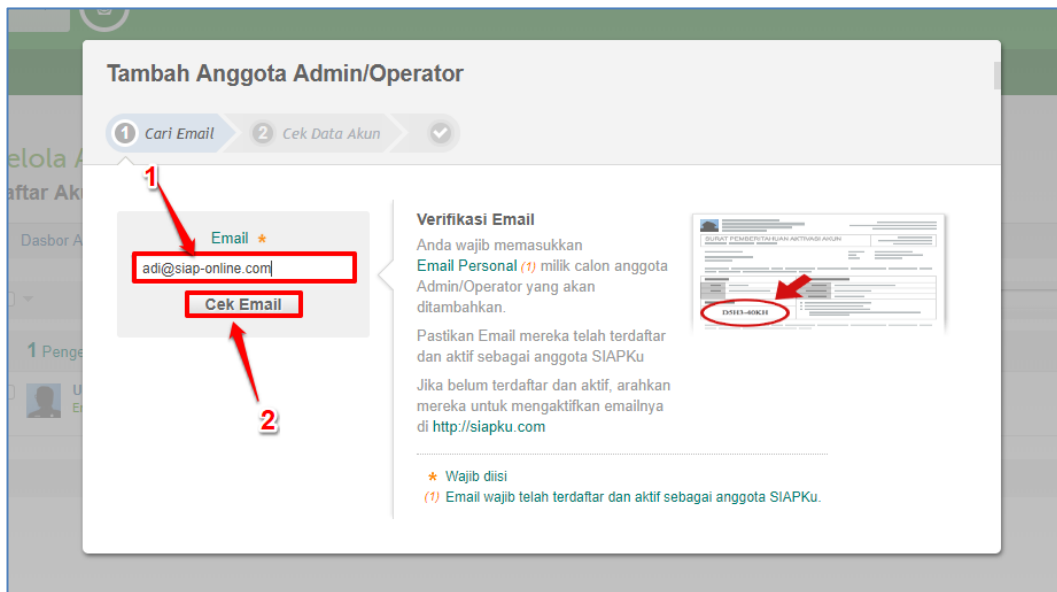 Tambah Anggota Admin/Operator
1 Cari Email
2 Cek Data Akun
elola A
aftar Ak
Dasbor A
1 Penge
U
E
1
Email *
adi@siap-online.com
Cek Email
2
Verifikasi Email
Anda wajib memasukkan
Email Personal (1) milik calon anggota
Admin/Operator yang akan
ditambahkan.
Pastikan Email mereka telah terdaftar
dan aktif sebagai anggota SIAPKu
Jika belum terdaftar dan aktif, arahkan
mereka untuk mengaktifkan emailnya
di http://siapku.com
* Wajib diisi
(1) Email wajib telah terdaftar dan aktif sebagai anggota SIAPKu.
SURAT PEMBERITAHUAN AKTIVASI AKUN
D5H3-40KH